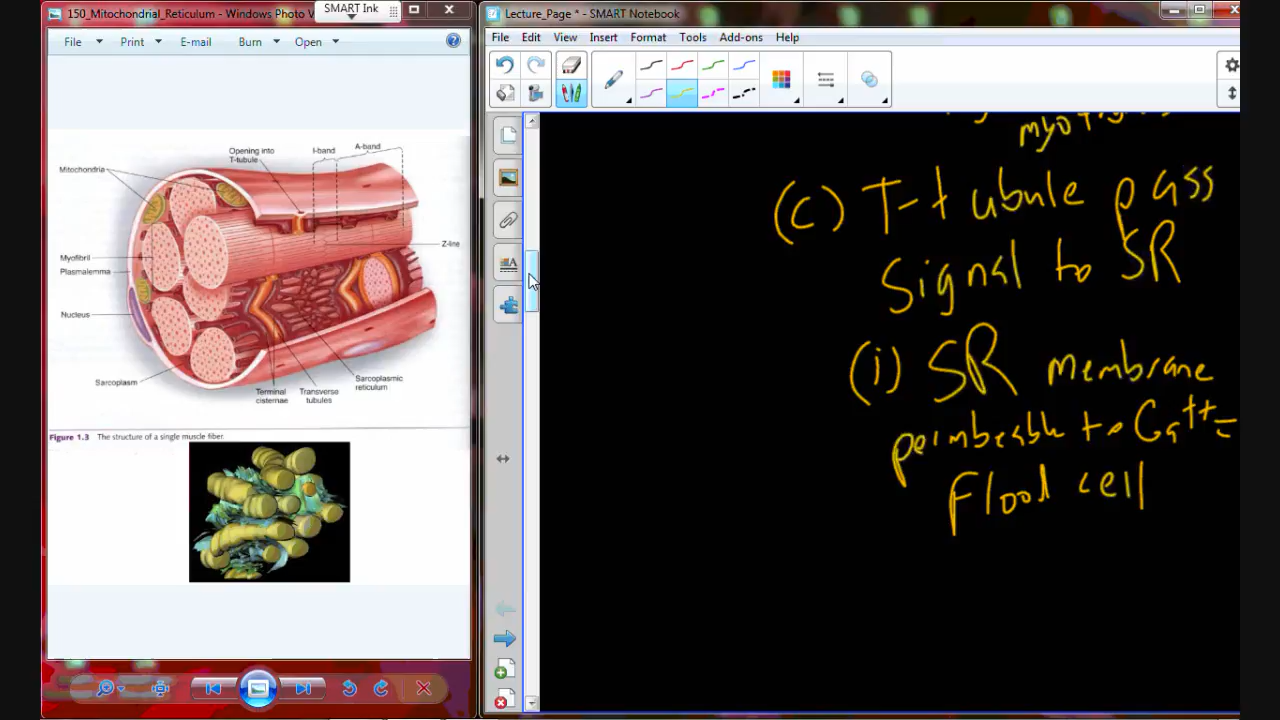 150_Mitochondrial_Reticulum - Windows Photo V
SMART Ink
File Print E-mail Burn Open
Opening into
T-tubule
I-band
A-band
Mitochondria
Z-line
Myofibril
Plasmalemma
Nucleus
Sarcoplasm
Terminal
cisternae
Transverse
tubules
Sarcoplasmic
reticulum
Figure 1.3 The structure of a single muscle fiber.
Lecture_Page * - SMART Notebook
File Edit View Insert Format Tools Add-ons Help
(c) T-tubule pass
Signal to SR
(i) SR membrane
permbeable to Ca++ =
Flood cell